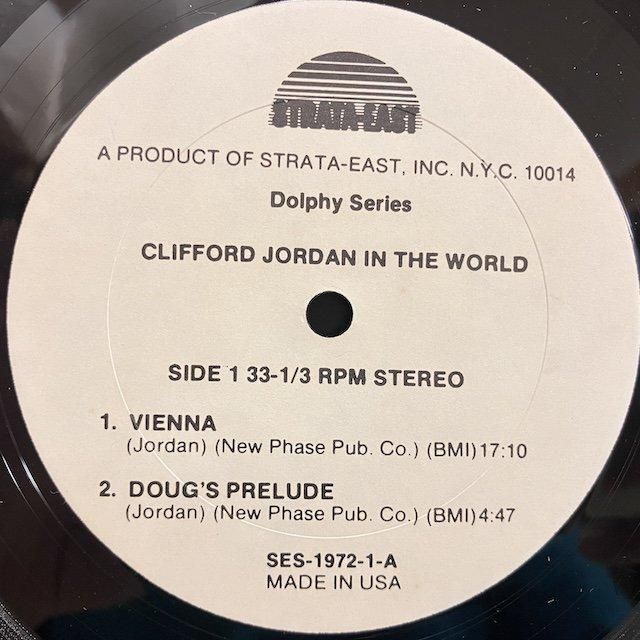 STRATA-EAST
A PRODUCT OF STRATA-EAST, INC. N.Y.C. 10014
Dolphy Series
CLIFFORD JORDAN IN THE WORLD
SIDE 1 33-1/3 RPM STEREO
1. VIENNA
(Jordan) (New Phase Pub. Co.) (BMI) 17:10
2. DOUG'S PRELUDE
(Jordan) (New Phase Pub. Co.) (BMI) 4:47
SES-1972-1-A
MADE IN USA